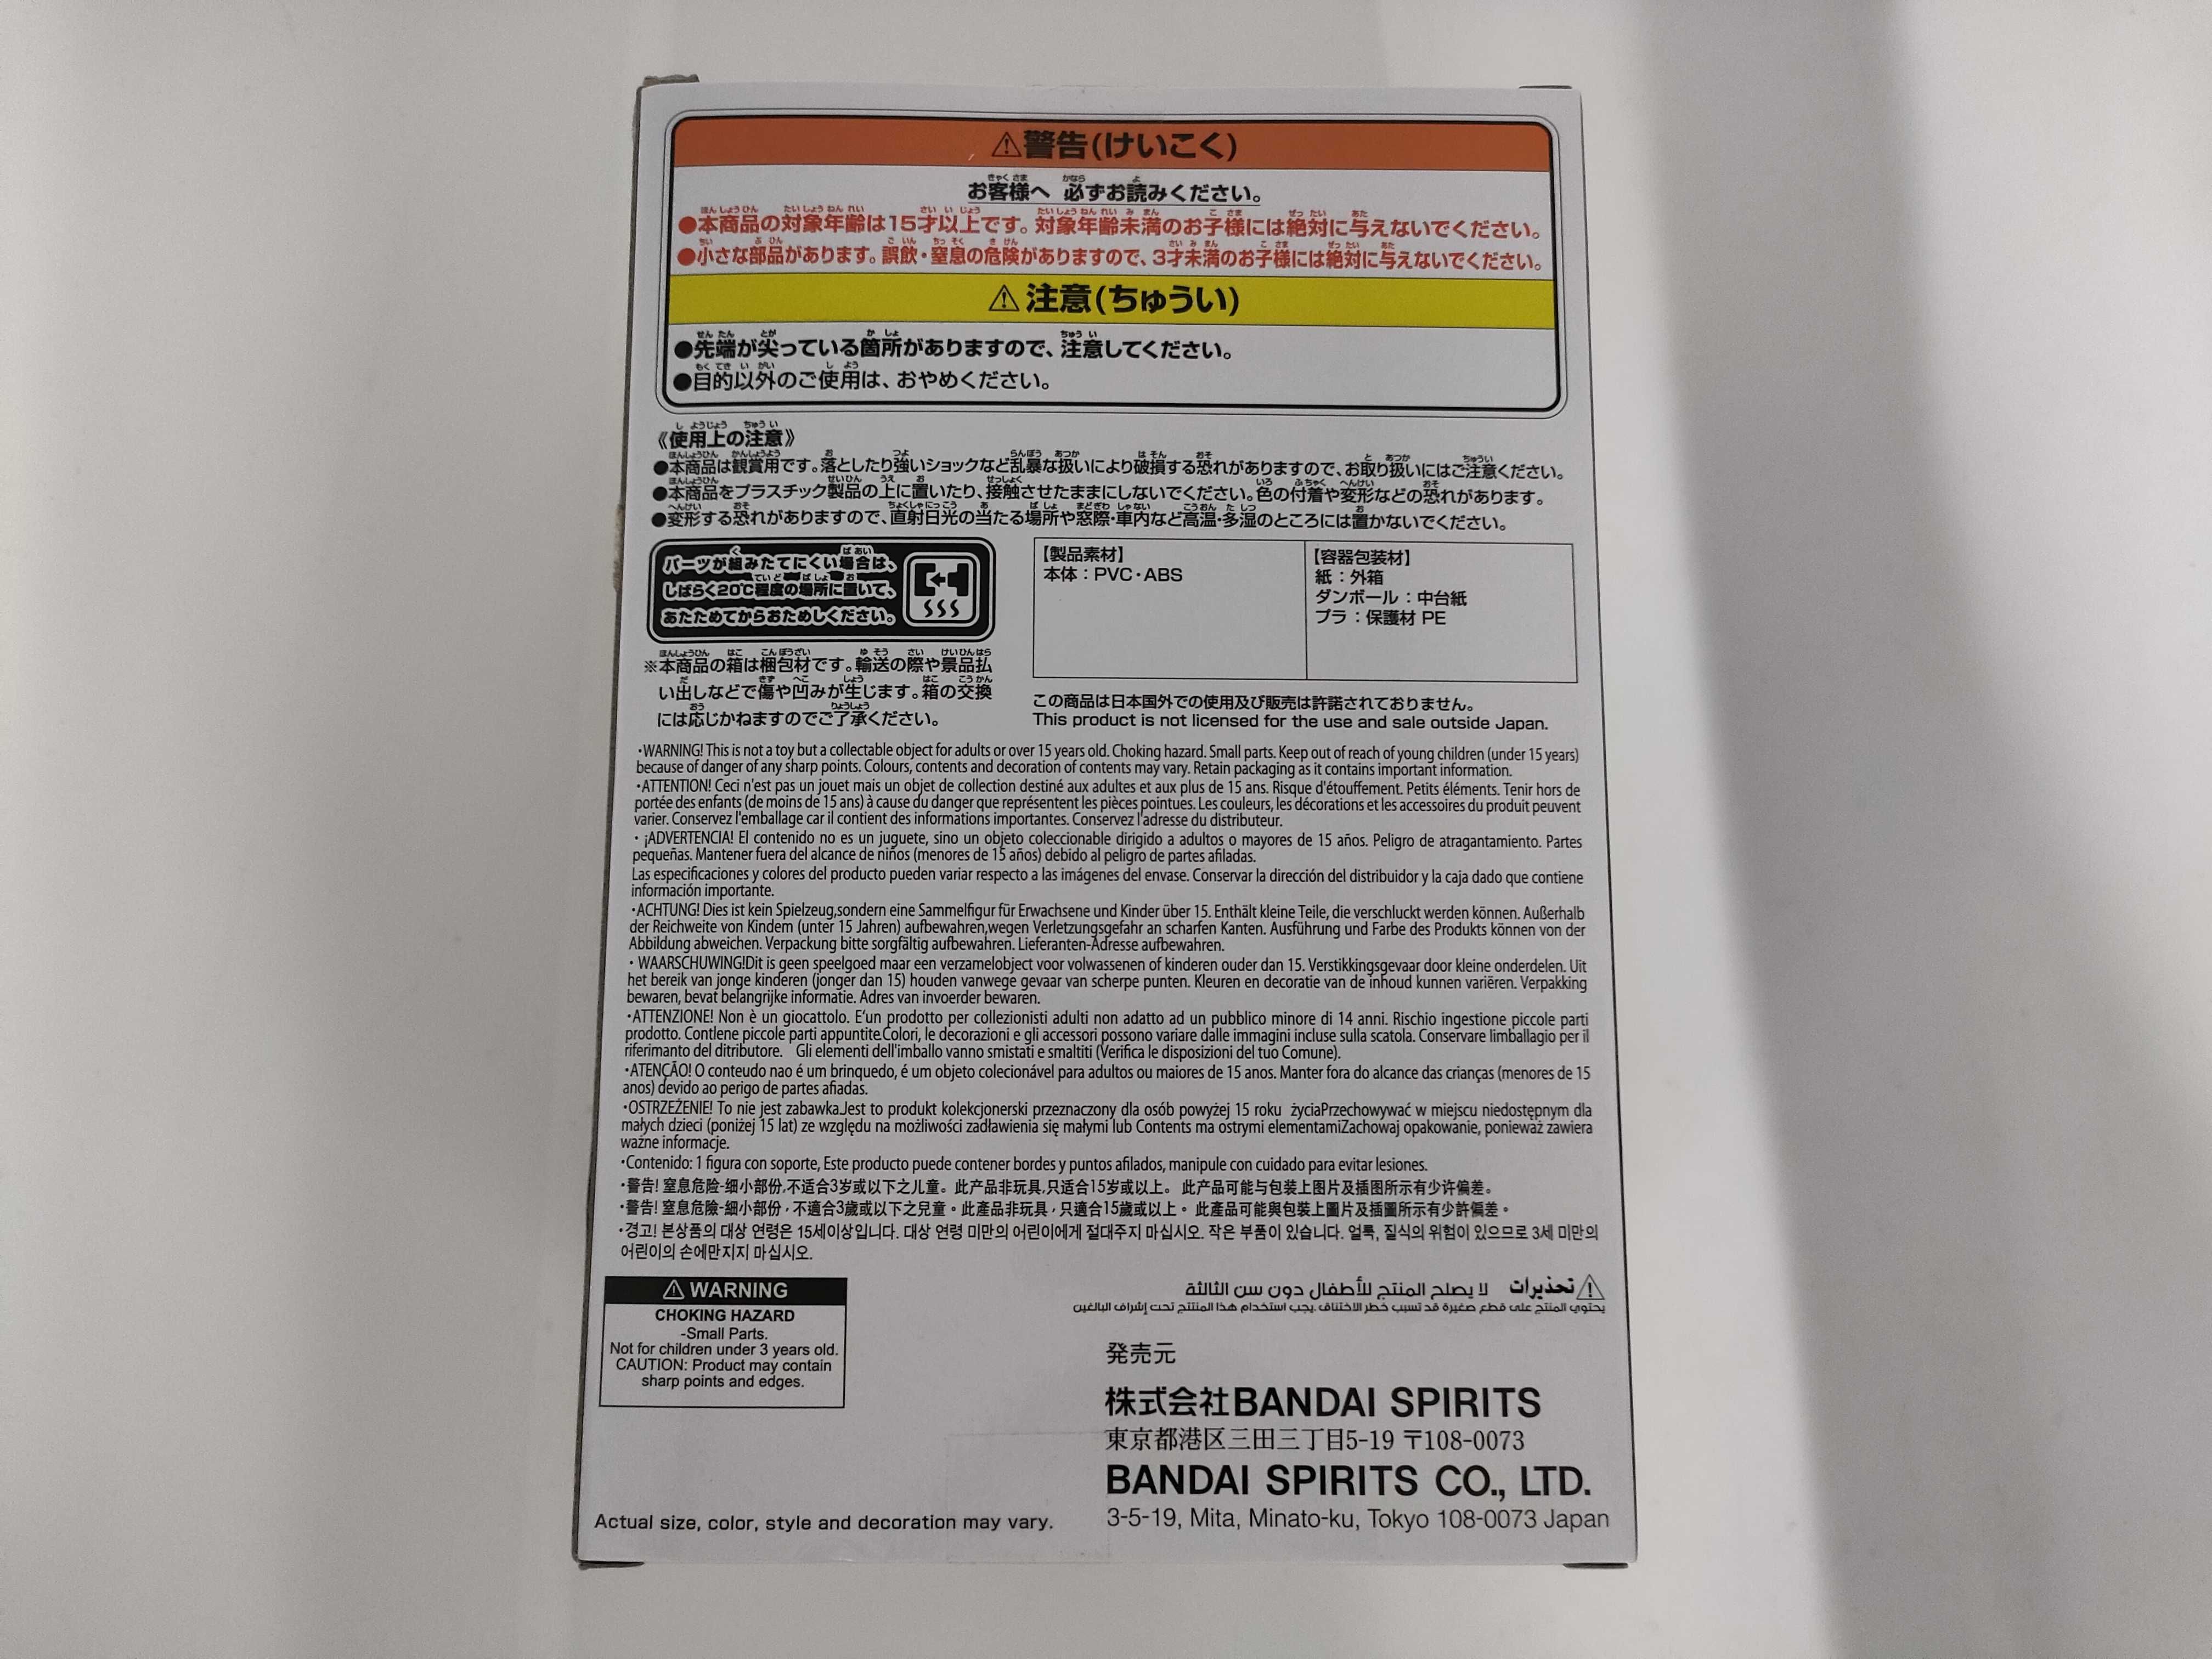 ⚠警告(けいこく)
お客様へ 必ずお読みください。
●本商品の対象年齢は15才以上です。対象年齢未満のお子様には絶対に与えないでください。
●小さな部品があります。誤飲・窒息の危険がありますので、3才未満のお子様には絶対に与えないでください。
⚠注意(ちゅうい)
●先端が尖っている箇所がありますので、注意してください。
●目的以外のご使用は、おやめください。
《使用上の注意》
●本商品は観賞用です。落としたり強いショックなど乱暴な扱いにより破損する恐れがありますので、お取り扱いにはご注意ください。
●本商品をプラスチック製品の上に置いたり、接触させたままにしないでください。色の付着や変形などの恐れがあります。
●変形する恐れがありますので、直射日光の当たる場所や窓際・車内など高温・多湿のところには置かないでください。
パーツが組みたてにくい場合は、
しばらく20℃程度の場所に置いて、
あたためてからおためしください。
※本商品の箱は梱包材です。輸送の際や景品払
い出しなどで傷や凹みが生じます。箱の交換
には応じかねますのでご了承ください。
【製品素材】
本体：PVC・ABS
【容器包装材】
紙：外箱
ダンボール：中台紙
プラ：保護材 PE
この商品は日本国外での使用及び販売は許諾されておりません。
This product is not licensed for the use and sale outside Japan.
・WARNING! This is not a toy but a collectable object for adults or over 15 years old. Choking hazard. Small parts. Keep out of reach of young children (under 15 years)
because of danger of any sharp points. Colours, contents and decoration of contents may vary. Retain packaging as it contains important information.
・ATTENTION! Ceci n'est pas un jouet mais un objet de collection destiné aux adultes et aux plus de 15 ans. Risque d'étouffement. Petits éléments. Tenir hors de
portée des enfants (de moins de 15 ans) à cause du danger que représentent les pièces pointues. Les couleurs, les décorations et les accessoires du produit peuvent
varier. Conservez l'emballage car il contient des informations importantes. Conservez l'adresse du distributeur.
・¡ADVERTENCIA! El contenido no es un juguete, sino un objeto coleccionable dirigido a adultos o mayores de 15 años. Peligro de atragantamiento. Partes
pequeñas. Mantener fuera del alcance de niños (menores de 15 años) debido al peligro de partes afiladas.
Las especificaciones y colores del producto pueden variar respecto a las imágenes del envase. Conservar la dirección del distribuidor y la caja dado que contiene
información importante.
・ACHTUNG! Dies ist kein Spielzeug,sondern eine Sammelfigur für Erwachsene und Kinder über 15. Enthält kleine Teile, die verschluckt werden können. Außerhalb
der Reichweite von Kindem (unter 15 Jahren) aufbewahren,wegen Verletzungsgefahr an scharfen Kanten. Ausführung und Farbe des Produkts können von der
Abbildung abweichen. Verpackung bitte sorgfältig aufbewahren. Lieferanten-Adresse aufbewahren.
・WAARSCHUWING!Dit is geen speelgoed maar een verzamelobject voor volwassenen of kinderen ouder dan 15. Verstikkingsgevaar door kleine onderdelen. Uit
het bereik van jonge kinderen (jonger dan 15) houden vanwege gevaar van scherpe punten. Kleuren en decoratie van de inhoud kunnen variëren. Verpakking
bewaren, bevat belangrijke informatie. Adres van invoerder bewaren.
・ATTENZIONE! Non è un giocattolo. E'un prodotto per collezionisti adulti non adatto ad un pubblico minore di 14 anni. Rischio ingestione piccole parti
prodotto. Contlene piccole parti appuntite.Colori, le decorazioni e gli accessori possono variare dalle immagini incluse sulla scatola. Conservare limballagio per il
riferimanto del ditributore. Gli elementi dell'imballo vanno smistati e smaltiti (Verifica le disposizioni del tuo Comune).
・ATENÇÃO! O conteudo nao é um brinquedo, é um objeto colecionável para adultos ou maiores de 15 anos. Manter fora do alcance das crianças (menores de 15
anos) devido ao perigo de partes afiadas.
・OSTRZEŻENIE! To nie jest zabawka.Jest to produkt kolekcjonerski przeznaczony dla osób powyżej 15 roku życiaPrzechowywać w miejscu niedostępnym dla
małych dzieci (poniżej 15 lat) ze względu na możliwości zadławienia się małymi lub Contents ma ostrymi elementamiZachowaj opakowanie, ponieważ zawiera
ważne informacje.
・Contenido: 1 figura con soporte, Este producto puede contener bordes y puntos afilados, manipule con cuidado para evitar lesiones.
・警告! 窒息危险-细小部份,不适合3岁或以下之儿童。此产品非玩具,只适合15岁或以上。 此产品可能与包装上图片及插图所示有少许偏差。
・警告! 窒息危險-細小部份，不適合3歲或以下之兒童。此產品非玩具，只適合15歲或以上。 此產品可能與包裝上圖片及插圖所示有少許偏差。
・경고! 본상품의 대상 연령은 15세이상입니다. 대상 연령 미만의 어린이에게 절대주지 마십시오. 작은 부품이 있습니다. 얼룩, 질식의 위험이 있으므로 3세 미만의
어린이의 손에만지지 마십시오.
⚠ WARNING
CHOKING HAZARD
-Small Parts.
Not for children under 3 years old.
CAUTION: Product may contain
sharp points and edges.
⚠ تحذيرات لا يصلح المنتج للأطفال دون سن الثالثة
يحتوي المنتج على قطع صغيرة قد تسبب خطر الاختناق. يجب استخدام هذا المنتج تحت إشراف البالغين
発売元
株式会社BANDAI SPIRITS
東京都港区三田三丁目5-19 〒108-0073
BANDAI SPIRITS CO., LTD.
3-5-19, Mita, Minato-ku, Tokyo 108-0073 Japan
Actual size, color, style and decoration may vary.